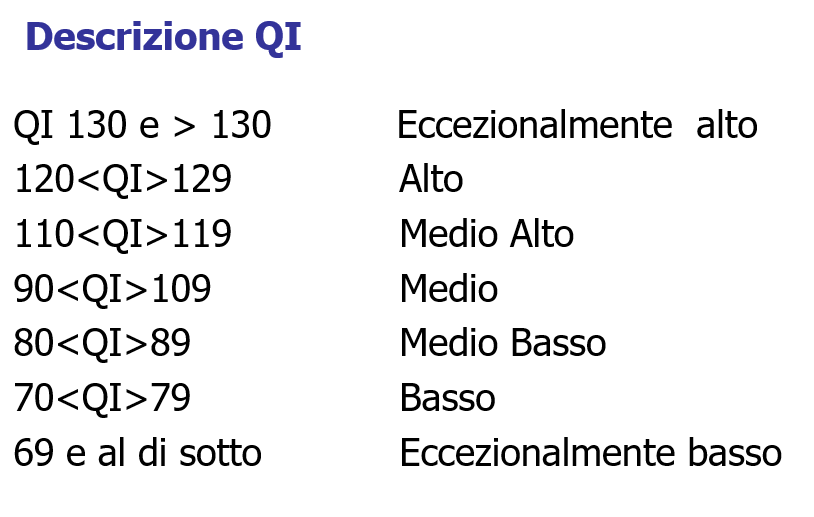 Descrizione QI
QI 130 e > 130 Eccezionalmente alto
120<QI>129 Alto
110<QI>119 Medio Alto
90<QI>109 Medio
80<QI>89 Medio Basso
70<QI>79 Basso
69 e al di sotto Eccezionalmente basso